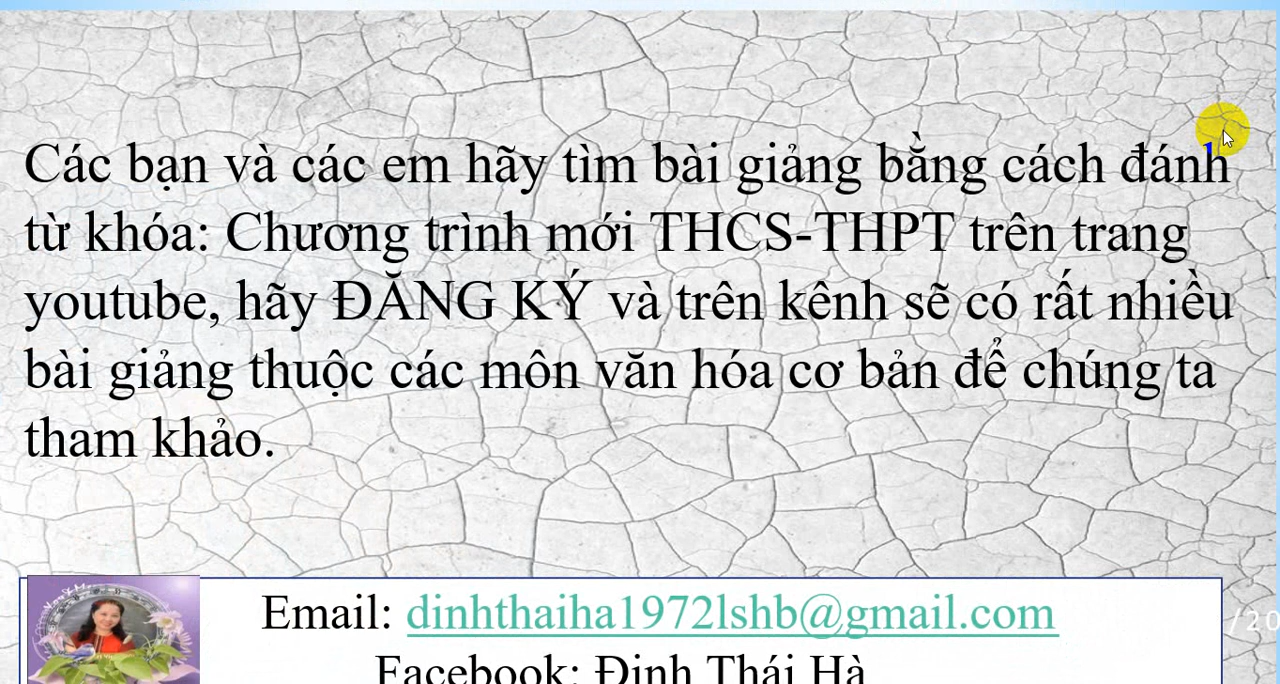 Các bạn và các em hãy tìm bài giảng bằng cách đánh
từ khóa: Chương trình mới THCS-THPT trên trang
youtube, hãy ĐĂNG KÝ và trên kênh sẽ có rất nhiều
bài giảng thuộc các môn văn hóa cơ bản để chúng ta
tham khảo.
Email: dinhthaiha1972lshb@gmail.com
/20
Facebook: Đinh Thái Hà